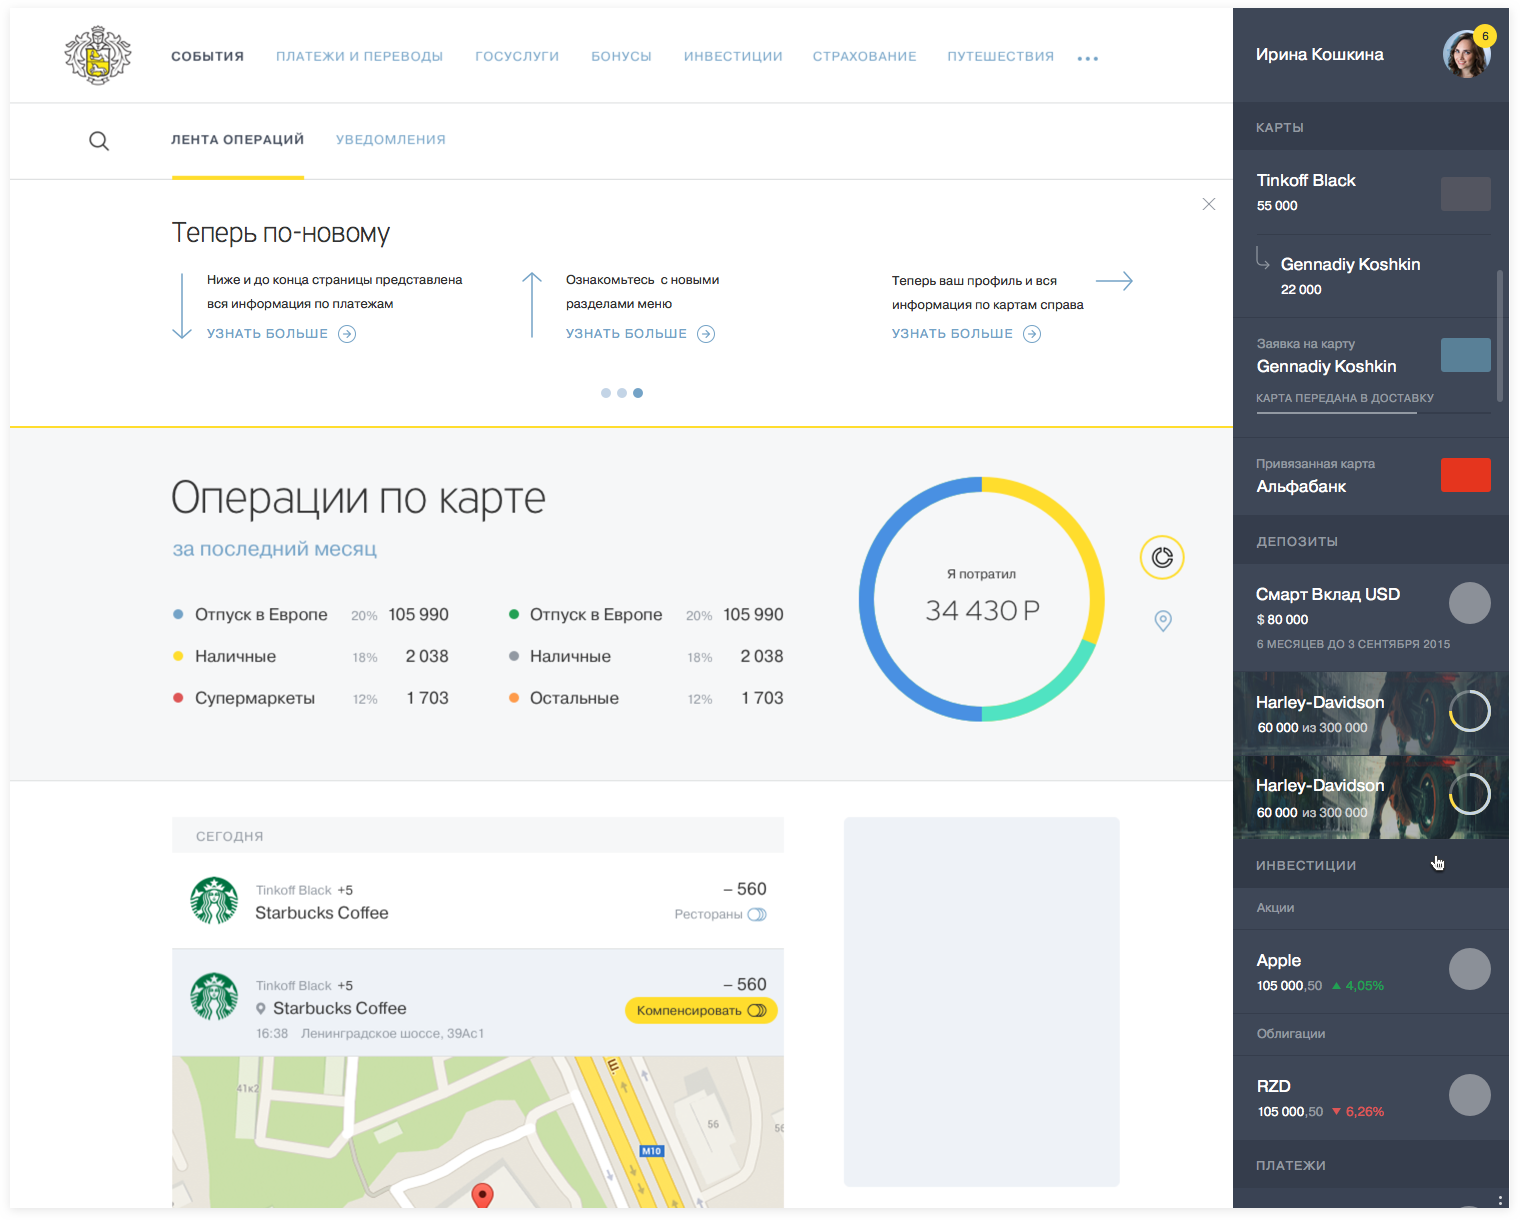 СОБЫТИЯ ПЛАТЕЖИ И ПЕРЕВОДЫ ГОСУСЛУГИ БОНУСЫ ИНВЕСТИЦИИ СТРАХОВАНИЕ ПУТЕШЕСТВИЯ
ЛЕНТА ОПЕРАЦИЙ УВЕДОМЛЕНИЯ
Теперь по-новому
Ниже и до конца страницы представлена
вся информация по платежам
УЗНАТЬ БОЛЬШЕ
Ознакомьтесь с новыми
разделами меню
УЗНАТЬ БОЛЬШЕ
Теперь ваш профиль и вся
информация по картам справа
УЗНАТЬ БОЛЬШЕ
Операции по карте
за последний месяц
Отпуск в Европе 20% 105 990
Наличные 18% 2 038
Супермаркеты 12% 1 703
Отпуск в Европе 20% 105 990
Наличные 18% 2 038
Остальные 12% 1 703
Я потратил
34 430 Р
СЕГОДНЯ
Tinkoff Black +5
Starbucks Coffee
– 560
Рестораны
Tinkoff Black +5
Starbucks Coffee
16:38 Ленинградское шоссе, 39Ас1
– 560
Компенсировать
Ш.
41к2
56
56
М10
Ирина Кошкина
6
КАРТЫ
Tinkoff Black
55 000
Gennadiy Koshkin
22 000
Заявка на карту
Gennadiy Koshkin
КАРТА ПЕРЕДАНА В ДОСТАВКУ
Привязанная карта
Альфабанк
ДЕПОЗИТЫ
Смарт Вклад USD
$ 80 000
6 МЕСЯЦЕВ ДО 3 СЕНТЯБРЯ 2015
Harley-Davidson
60 000 из 300 000
Harley-Davidson
60 000 из 300 000
ИНВЕСТИЦИИ
Акции
Apple
105 000,50 ▲ 4,05%
Облигации
RZD
105 000,50 ▼ 6,26%
ПЛАТЕЖИ